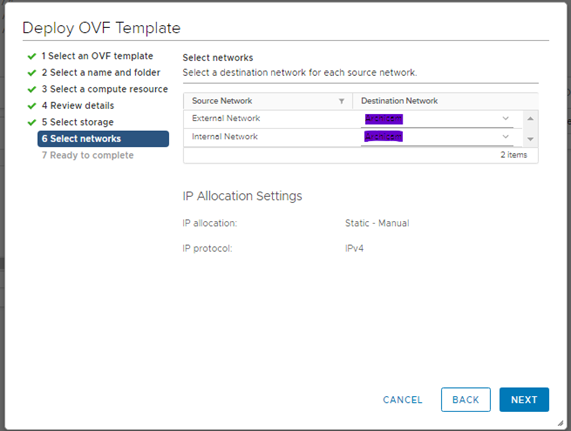 Deploy OVF Template
1 Select an OVF template
2 Select a name and folder
3 Select a compute resource
4 Review details
5 Select storage
6 Select networks
7 Ready to complete
Select networks
Select a destination network for each source network.
Source Network Destination Network
External Network
Internal Network
2 items
IP Allocation Settings
IP allocation: Static - Manual
IP protocol: IPv4
CANCEL BACK NEXT